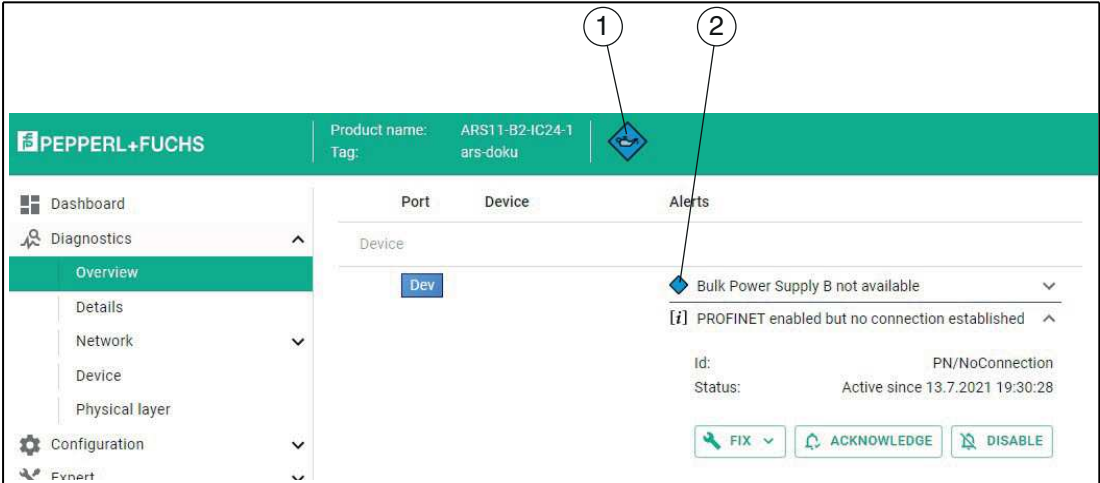 1 2
PEPPERL+FUCHS
Product name: ARS11-B2-IC24-1
Tag: ars-doku
Dashboard
Diagnostics
Overview
Details
Network
Device
Physical layer
Configuration
Expert
Port Device Alerts
Device
Dev
Bulk Power Supply B not available
[i] PROFINET enabled but no connection established
Id: PN/NoConnection
Status: Active since 13.7.2021 19:30:28
FIX ACKNOWLEDGE DISABLE